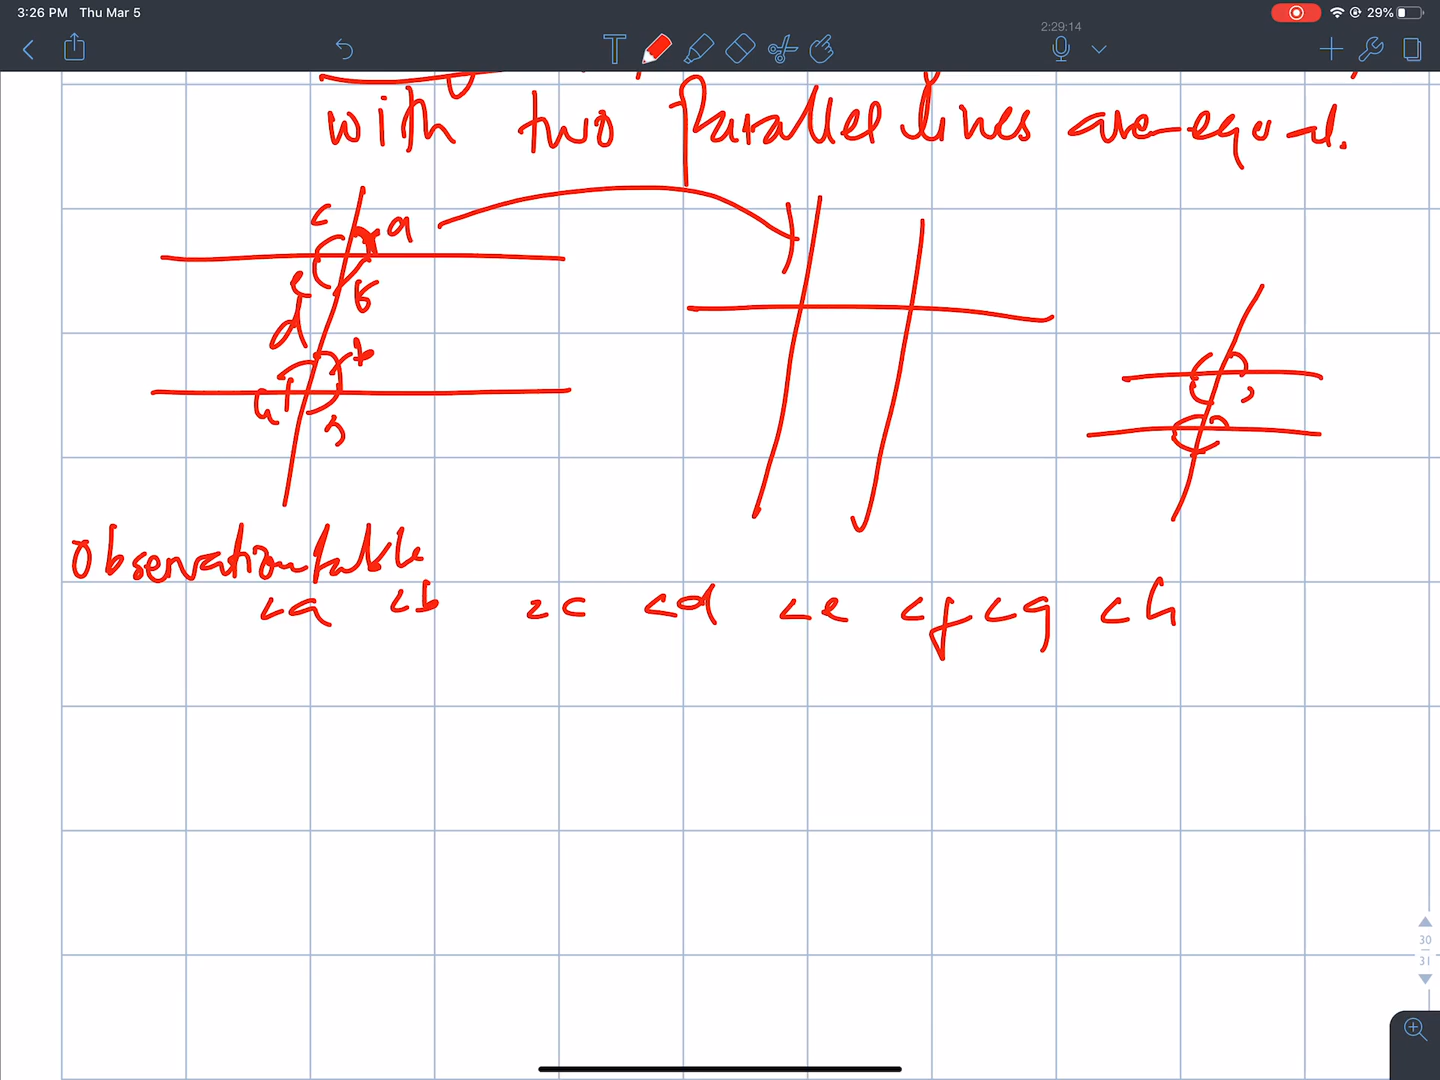 3:26 PM Thu Mar 5
29%
2:29:14
T
with two parallel lines are equal.
c a
e
d
b
h
g
Observation table
<a <b <c <d <e <f <g <h
30
31